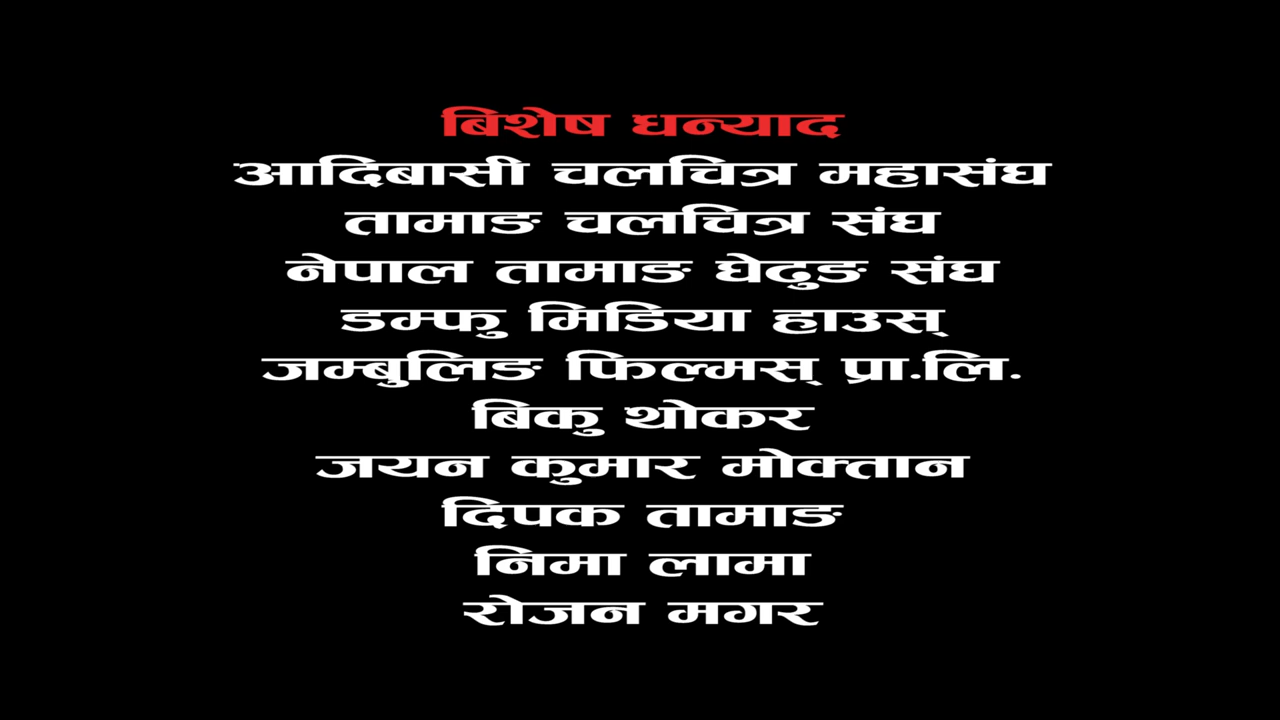 बिशेष धन्याद
आदिबासी चलचित्र महासंघ
तामाङ चलचित्र संघ
नेपाल तामाङ घेदुङ संघ
डम्फु मिडिया हाउस्
जम्बुलिङ फिल्मस् प्रा.लि.
बिकु थोकर
जयन कुमार मोक्तान
दिपक तामाङ
निमा लामा
रोजन मगर